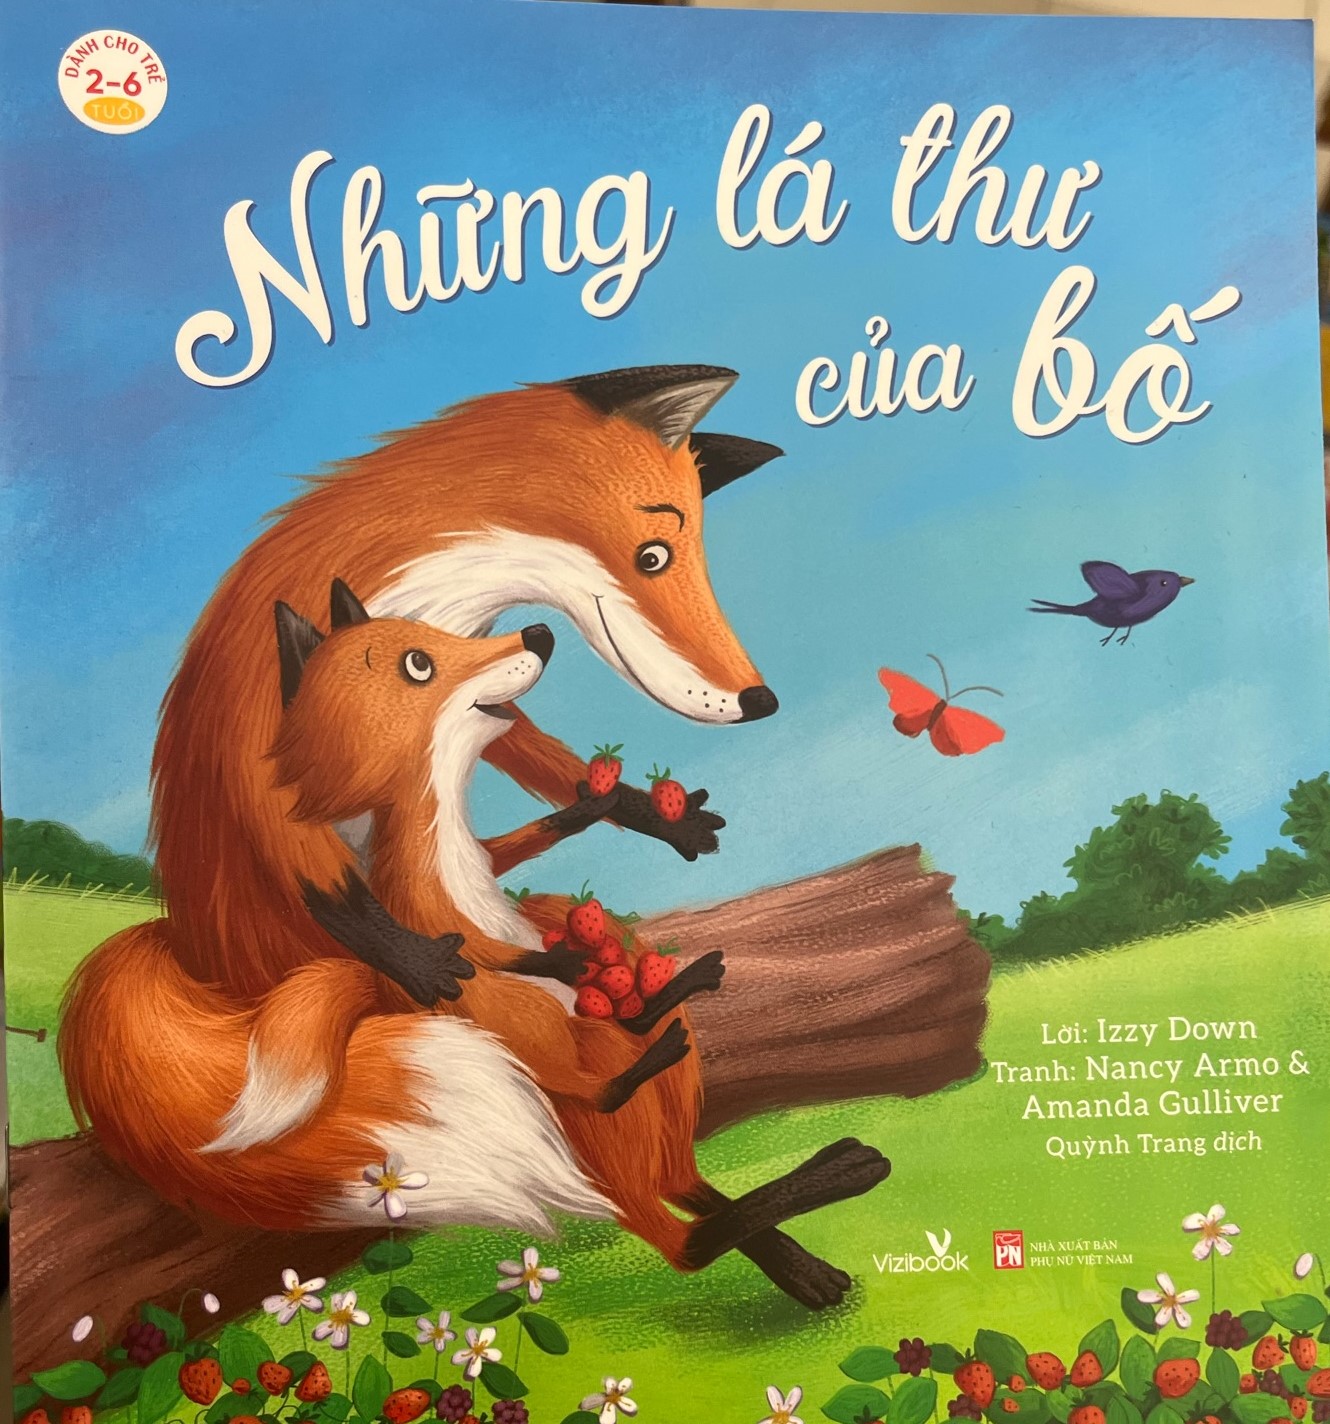 DÀNH CHO TRẺ
2-6
TUỔI
Những lá thư
của bố
Lời: Izzy Down
Tranh: Nancy Armo &
Amanda Gulliver
Quỳnh Trang dịch
Vizibook
PN
NHÀ XUẤT BẢN
PHỤ NỮ VIỆT NAM